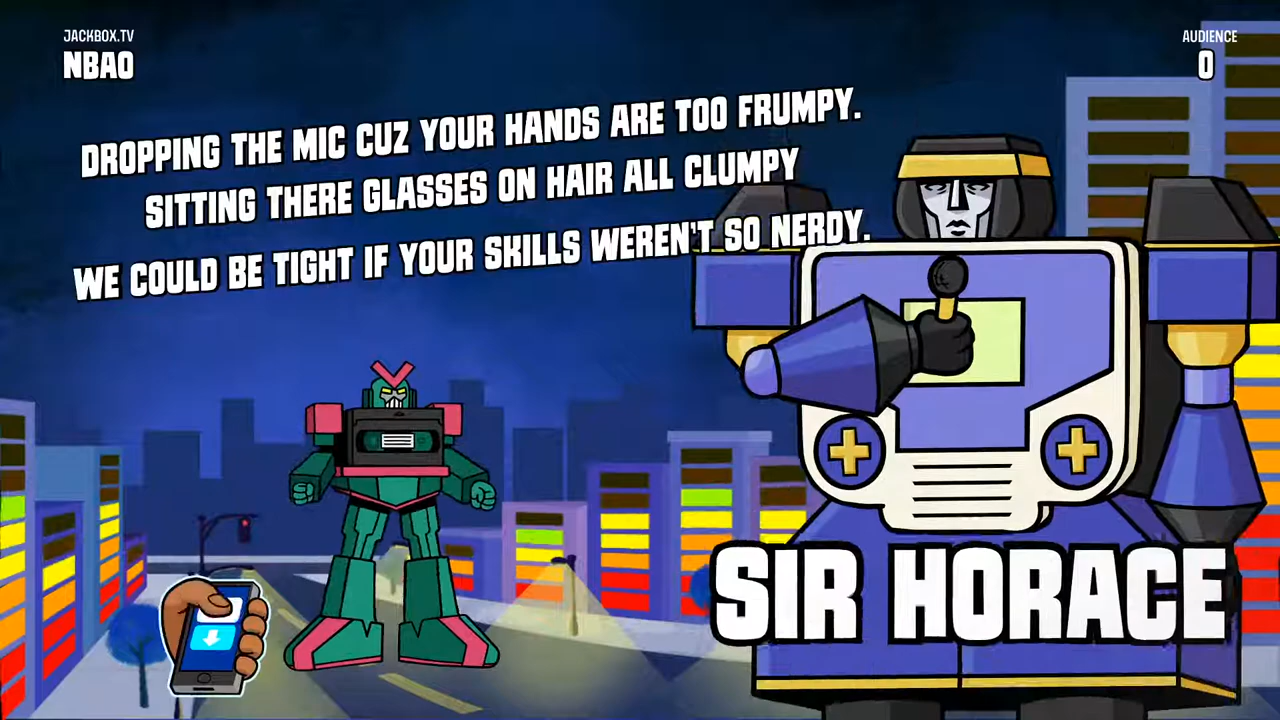 JACKBOX.TV
NBAO
AUDIENCE
0
DROPPING THE MIC CUZ YOUR HANDS ARE TOO FRUMPY.
SITTING THERE GLASSES ON HAIR ALL CLUMPY
WE COULD BE TIGHT IF YOUR SKILLS WEREN'T SO NERDY.
SIR HORACE